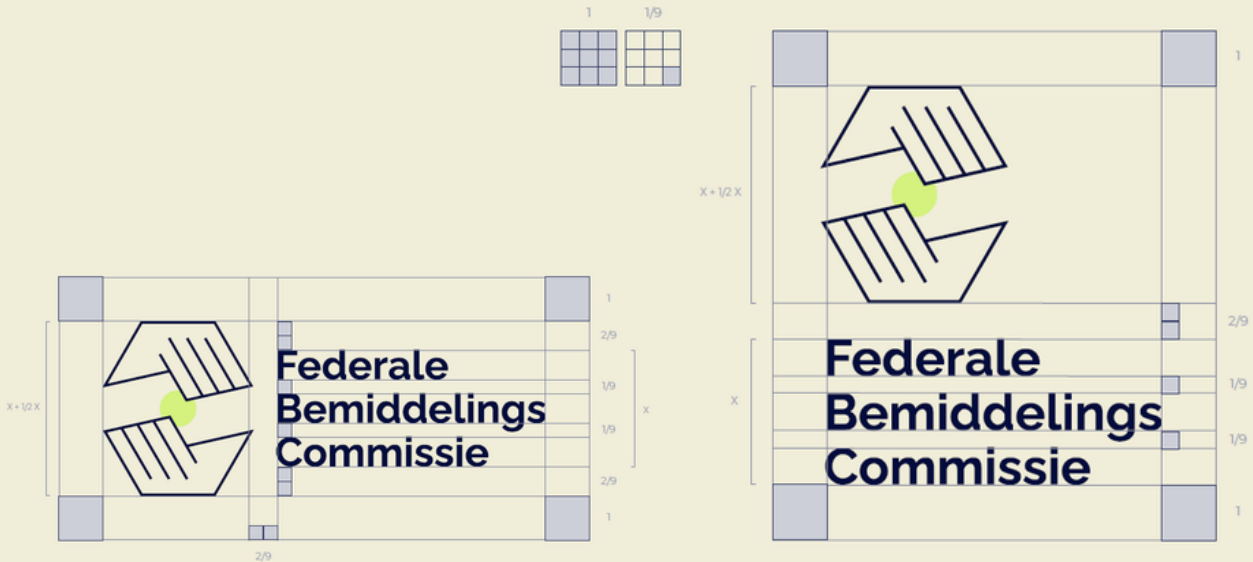 1 1/9
X + 1/2 X
Federale
Bemiddelings
Commissie
1
2/9
1/9
1/9
2/9
1
X
2/9
1
X + 1/2 X
2/9
Federale
Bemiddelings
Commissie
X
1/9
1/9
1